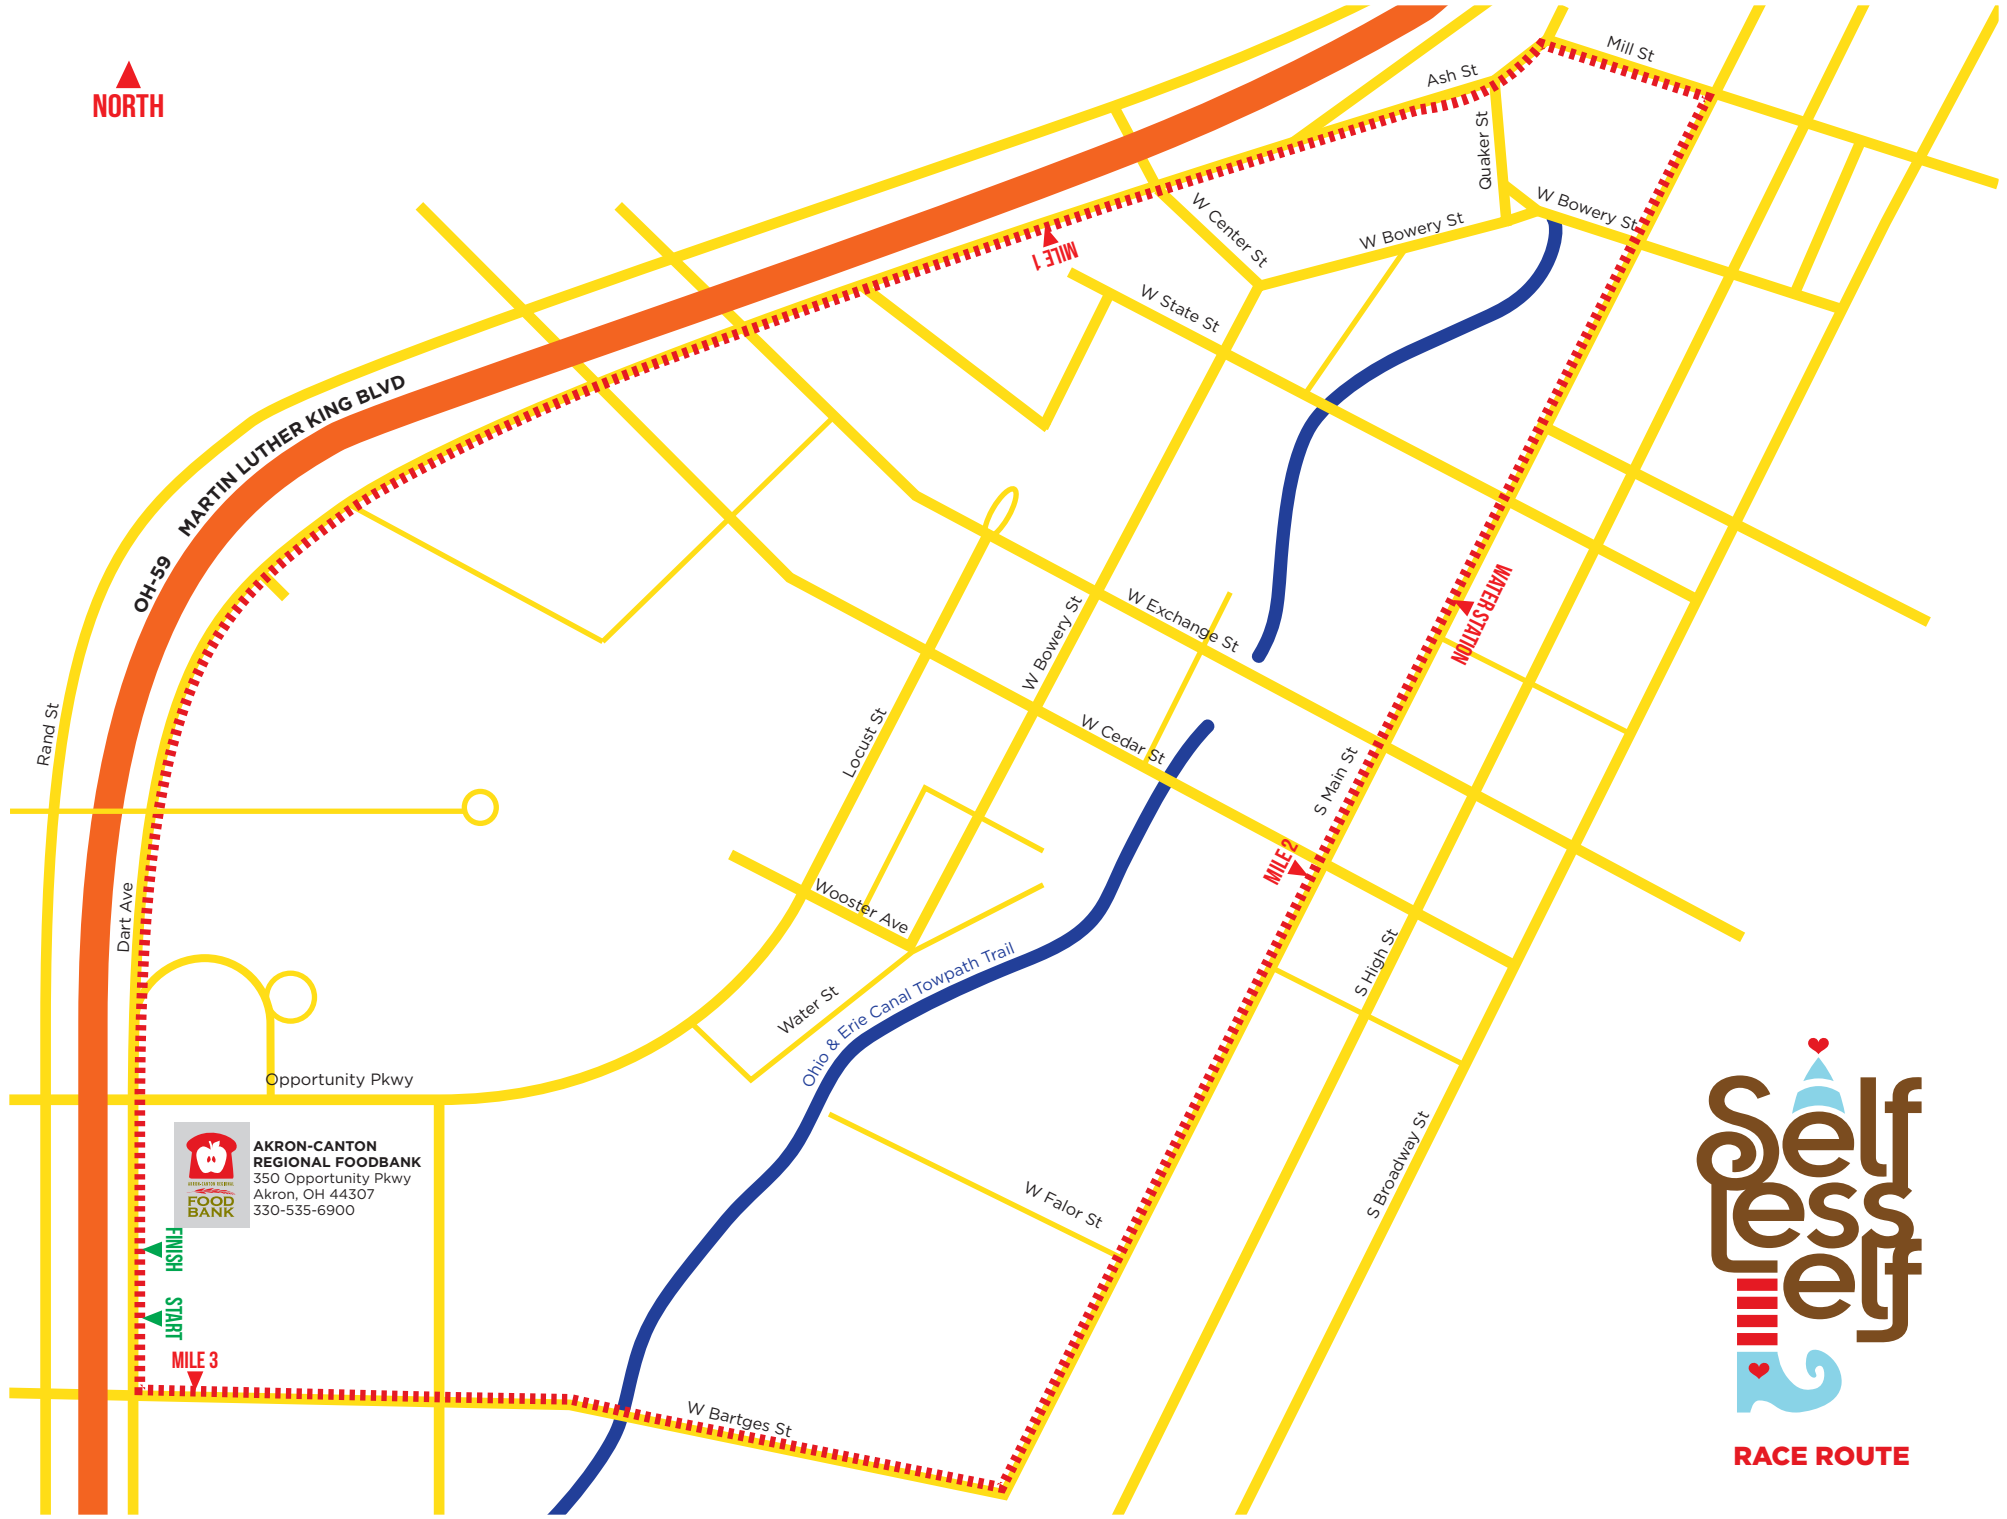 NORTH
Mill St
Ash St
Quaker St
W Bowery St
W Bowery St
W Center St
MILE 1
W State St
OH-59 MARTIN LUTHER KING BLVD
WATER STATION
W Exchange St
W Bowery St
Rand St
Locust St
W Cedar St
S Main St
MILE 2
Dart Ave
Wooster Ave
S High St
Water St
Ohio & Erie Canal Towpath Trail
Opportunity Pkwy
AKRON-CANTON
REGIONAL FOODBANK
350 Opportunity Pkwy
Akron, OH 44307
330-535-6900
AKRON-CANTON REGIONAL
FOOD
BANK
W Falor St
S Broadway St
FINISH
START
MILE 3
W Bartges St
Self
Less
elf
RACE ROUTE